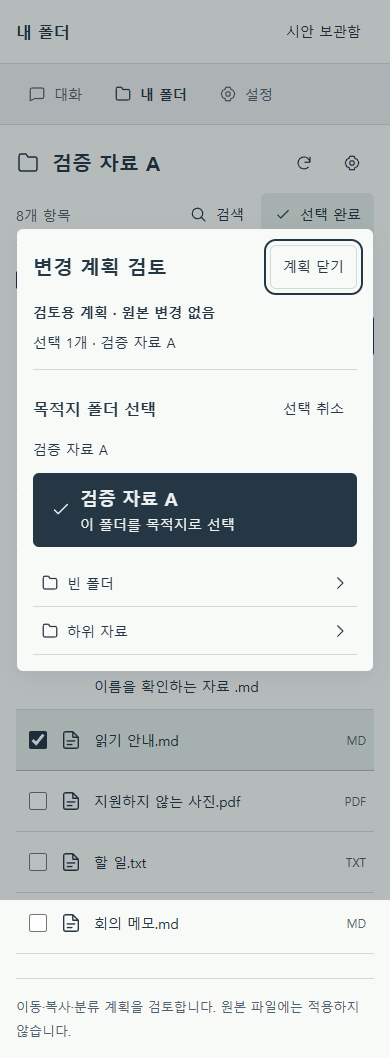 내 폴더
시안 보관함
대화
내 폴더
설정
검증 자료 A
8개 항목
검색
선택 완료
변경 계획 검토
계획 닫기
검토용 계획 · 원본 변경 없음
선택 1개 · 검증 자료 A
목적지 폴더 선택
선택 취소
검증 자료 A
검증 자료 A
이 폴더를 목적지로 선택
빈 폴더
하위 자료
이름을 확인하는 자료 .md
읽기 안내.md
MD
지원하지 않는 사진.pdf
PDF
할 일.txt
TXT
회의 메모.md
MD
이동·복사·분류 계획을 검토합니다. 원본 파일에는 적용하지
않습니다.